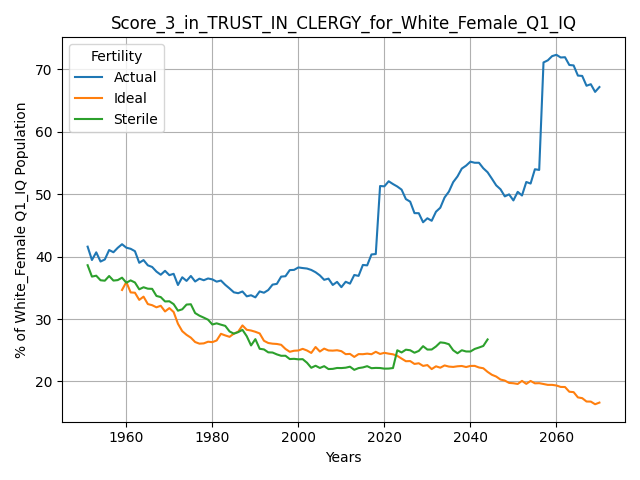 Score_3_in_TRUST_IN_CLERGY_for_White_Female_Q1_IQ
Fertility
Actual
Ideal
Sterile
% of White_Female Q1_IQ Population
70
60
50
40
30
20
1960
1980
2000
2020
2040
2060
Years